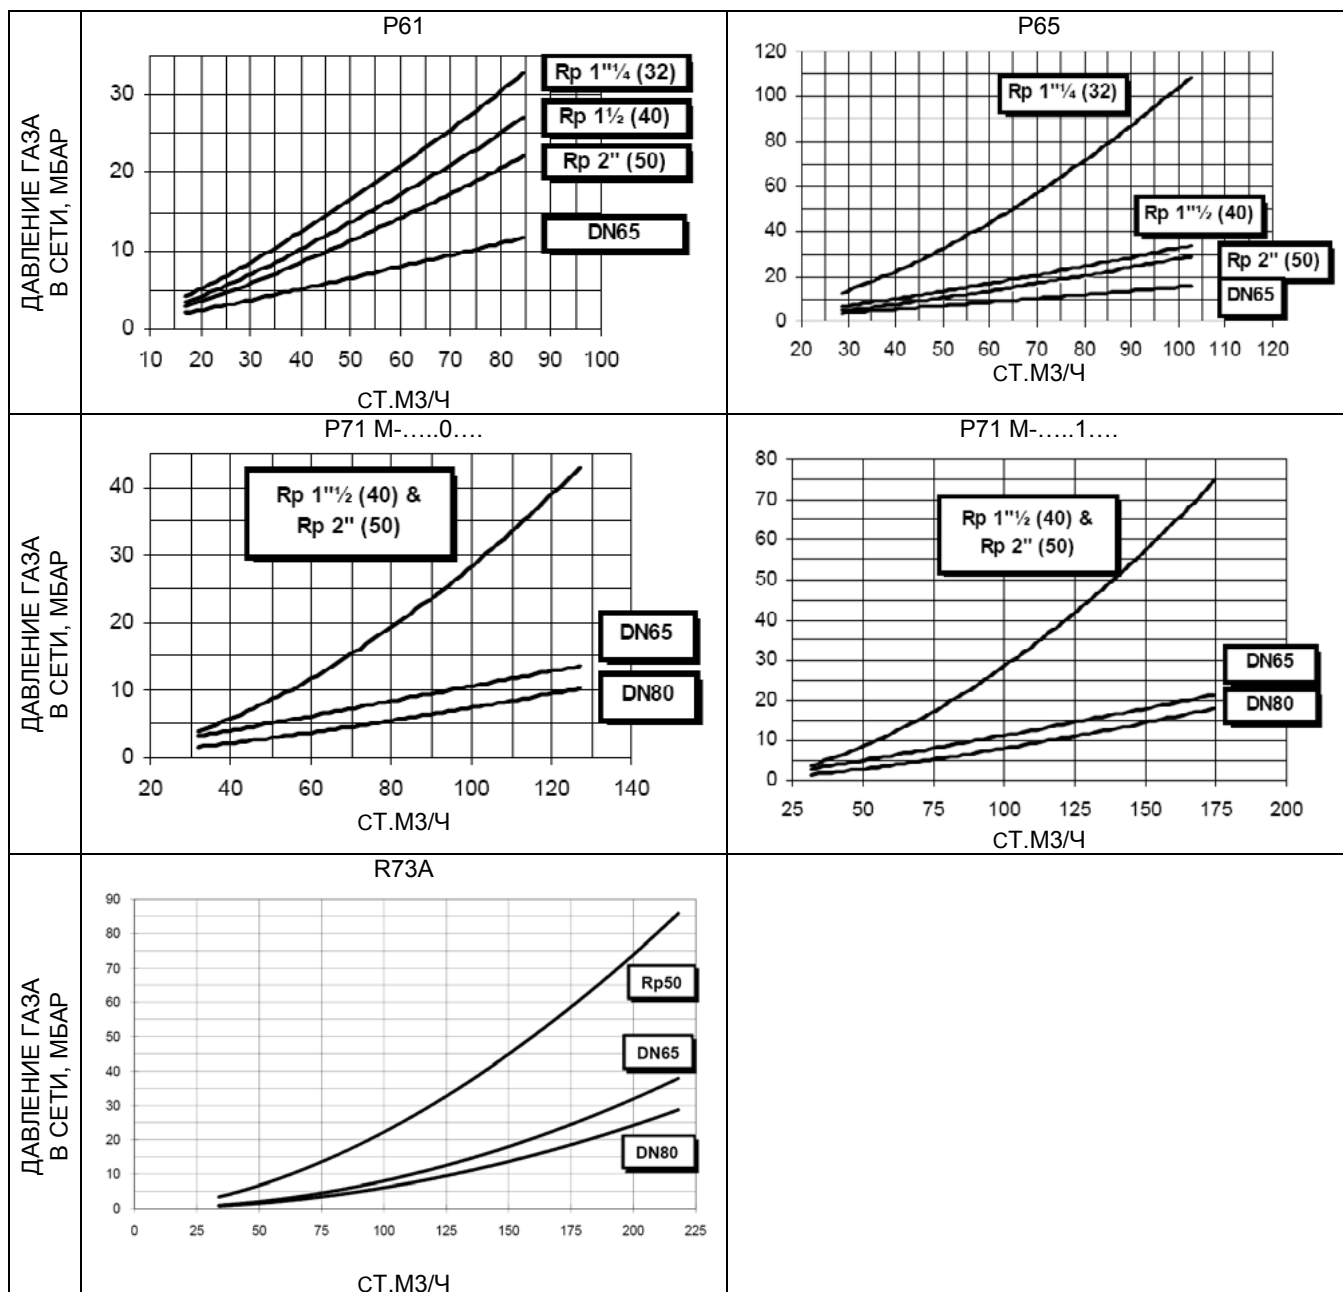 P61
ДАВЛЕНИЕ ГАЗА
В СЕТИ, МБАР
30
20
10
0
10 20 30 40 50 60 70 80 90 100
Rp 1"¼ (32)
Rp 1½ (40)
Rp 2" (50)
DN65
СТ.М3/Ч
P65
120
100
80
60
40
20
0
20 30 40 50 60 70 80 90 100 110 120
Rp 1"¼ (32)
Rp 1"½ (40)
Rp 2" (50)
DN65
СТ.М3/Ч
P71 M-.....0....
ДАВЛЕНИЕ ГАЗА
В СЕТИ, МБАР
40
30
20
10
0
20 40 60 80 100 120 140
Rp 1"½ (40) &
Rp 2" (50)
DN65
DN80
СТ.М3/Ч
P71 M-.....1....
80
70
60
50
40
30
20
10
0
25 50 75 100 125 150 175 200
Rp 1"½ (40) &
Rp 2" (50)
DN65
DN80
СТ.М3/Ч
R73A
ДАВЛЕНИЕ ГАЗА
В СЕТИ, МБАР
90
80
70
60
50
40
30
20
10
0
0 25 50 75 100 125 150 175 200 225
Rp50
DN65
DN80
СТ.М3/Ч